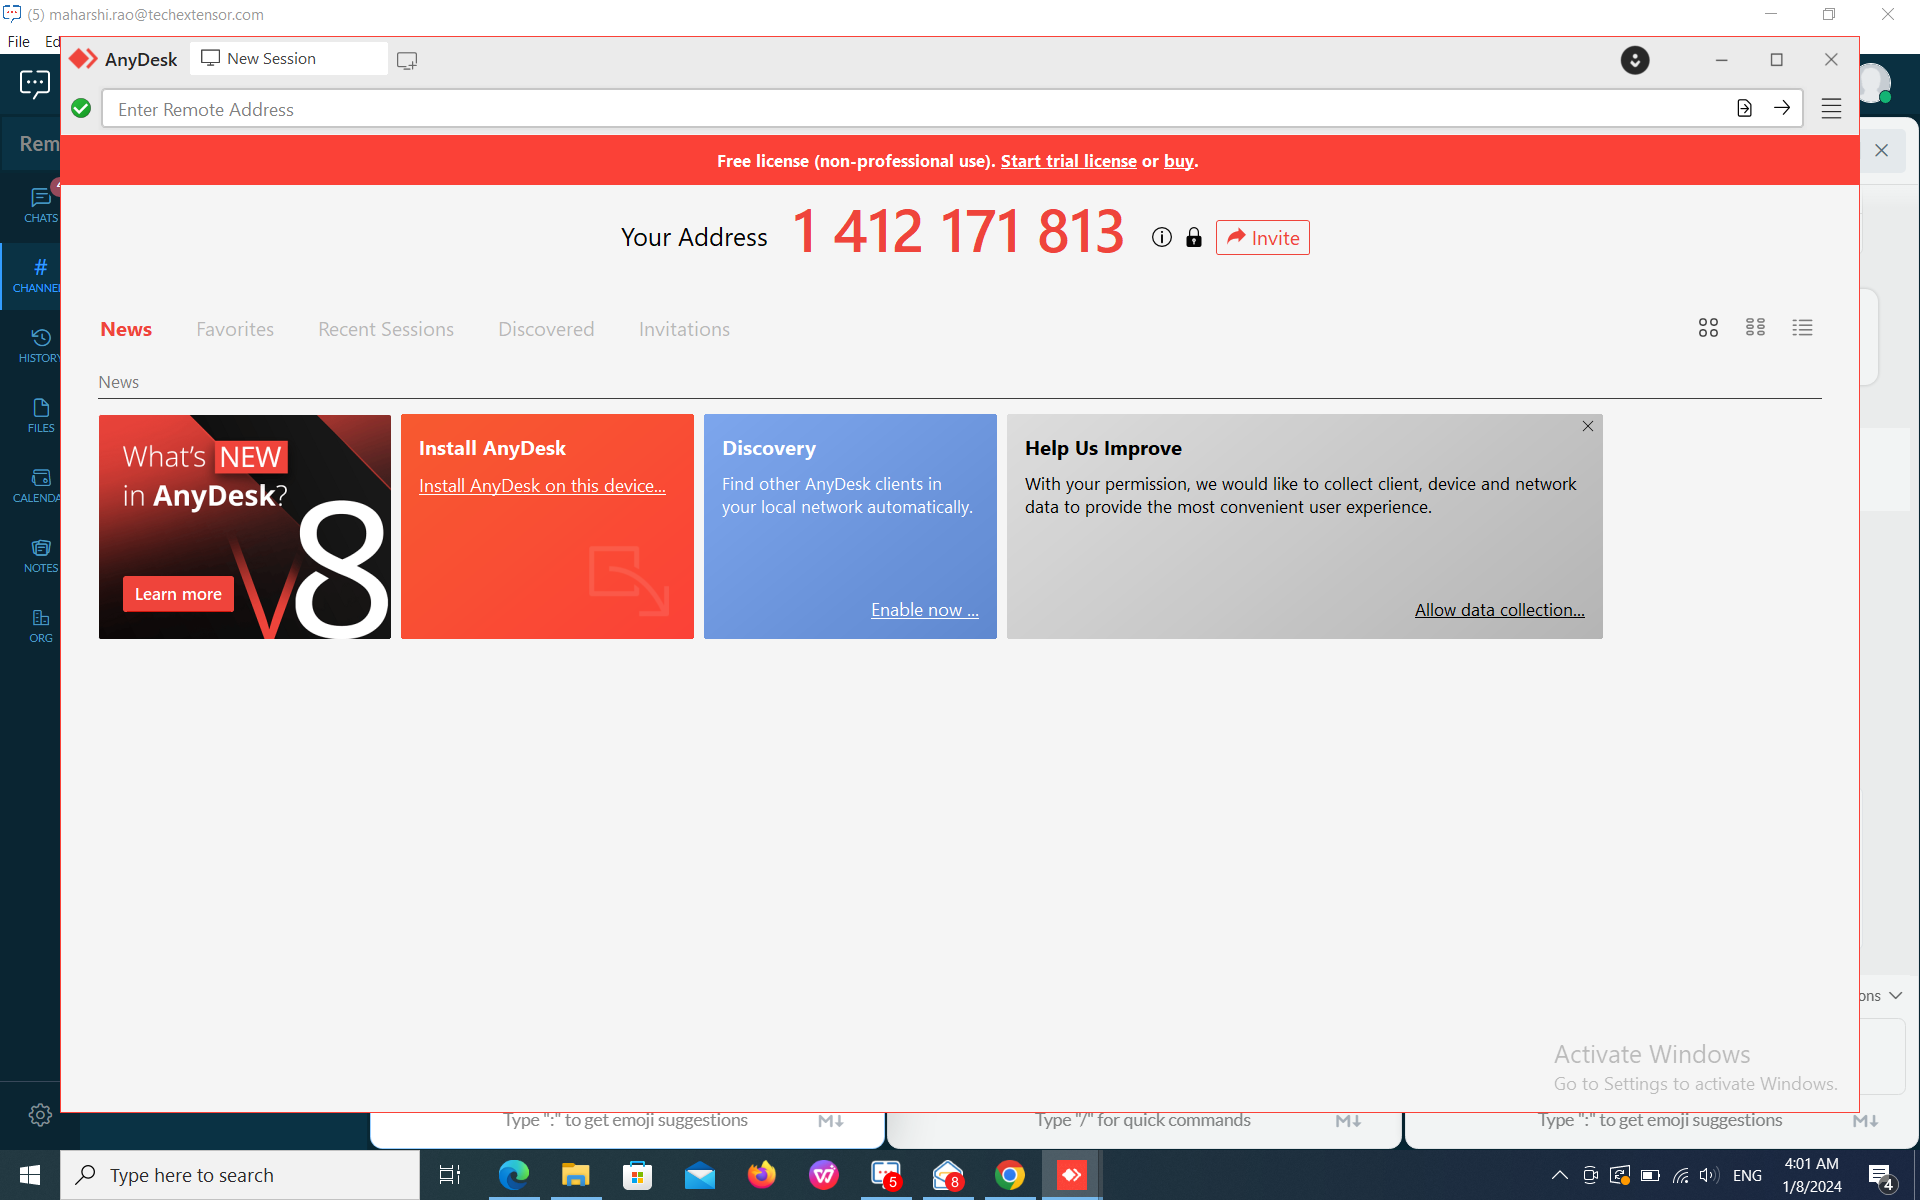 (5) maharshi.rao@techextensor.com
File Ed
AnyDesk New Session
Enter Remote Address
Free license (non-professional use). Start trial license or buy.
Your Address 1 412 171 813 Invite
News Favorites Recent Sessions Discovered Invitations
News
What's NEW
in AnyDesk?
V8
Learn more
Install AnyDesk
Install AnyDesk on this device...
Discovery
Find other AnyDesk clients in
your local network automatically.
Enable now ...
Help Us Improve
With your permission, we would like to collect client, device and network
data to provide the most convenient user experience.
Allow data collection...
Rem
CHATS
#
CHANNE
HISTORY
FILES
CALENDA
NOTES
ORG
ons
Activate Windows
Go to Settings to activate Windows.
Type ":" to get emoji suggestions M↓
Type "/" for quick commands M↓
Type ":" to get emoji suggestions M↓
Type here to search
5
8
ENG
4:01 AM
1/8/2024
4